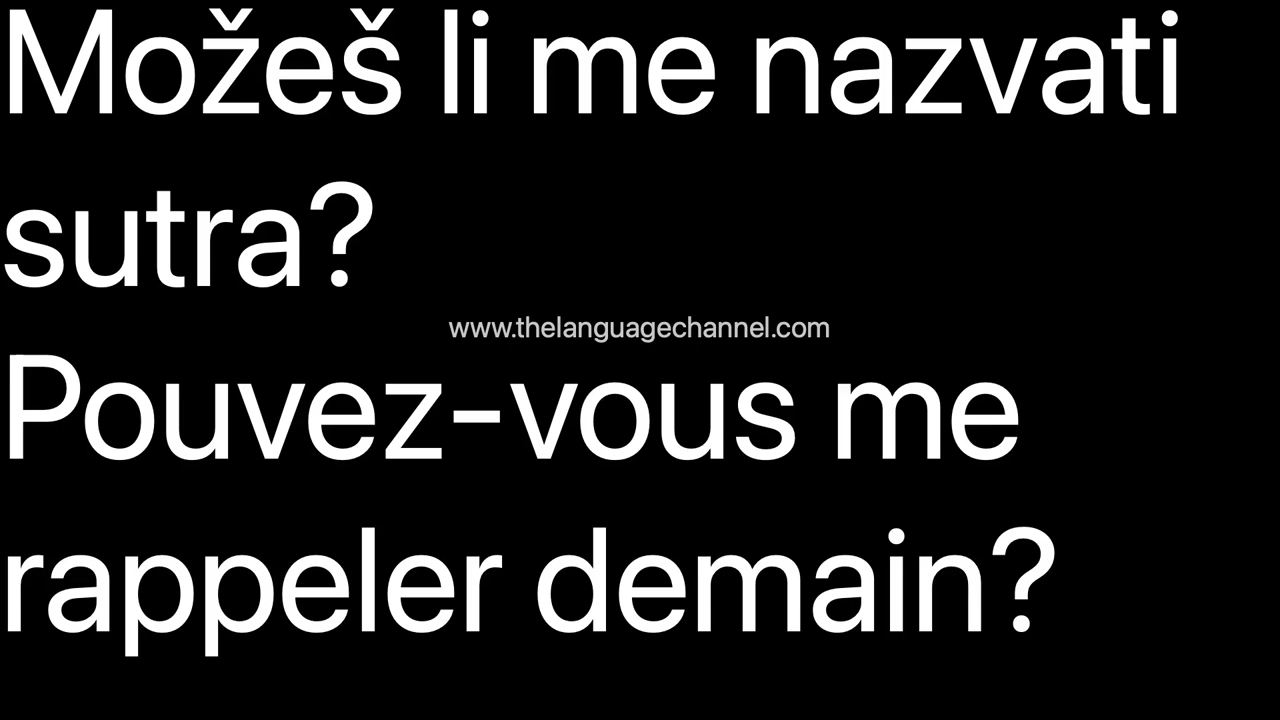 Možeš li me nazvati
sutra?
www.thelanguagechannel.com
Pouvez-vous me
rappeler demain?